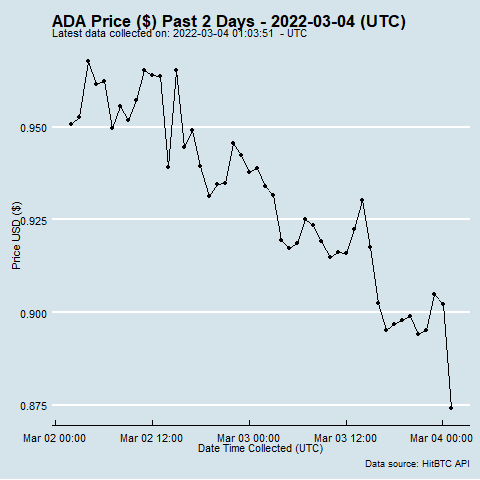 ADA Price ($) Past 2 Days - 2022-03-04 (UTC)
Latest data collected on: 2022-03-04 01:03:51 - UTC
0.950
0.925
0.900
0.875
Price USD ($)
Mar 02 00:00 Mar 02 12:00 Mar 03 00:00 Mar 03 12:00 Mar 04 00:00
Date Time Collected (UTC)
Data source: HitBTC API